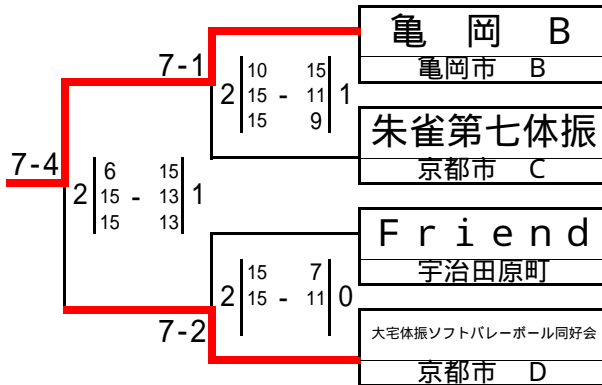 亀 岡 B
亀岡市 B
7-1
10 15
2 15 - 11 1
15 9
朱雀第七体振
京都市 C
7-4
6 15
2 15 - 13 1
15 13
Friend
宇治田原町
15 7
2 15 - 11 0
7-2
大宅体振ソフトバレーボール同好会
京都市 D